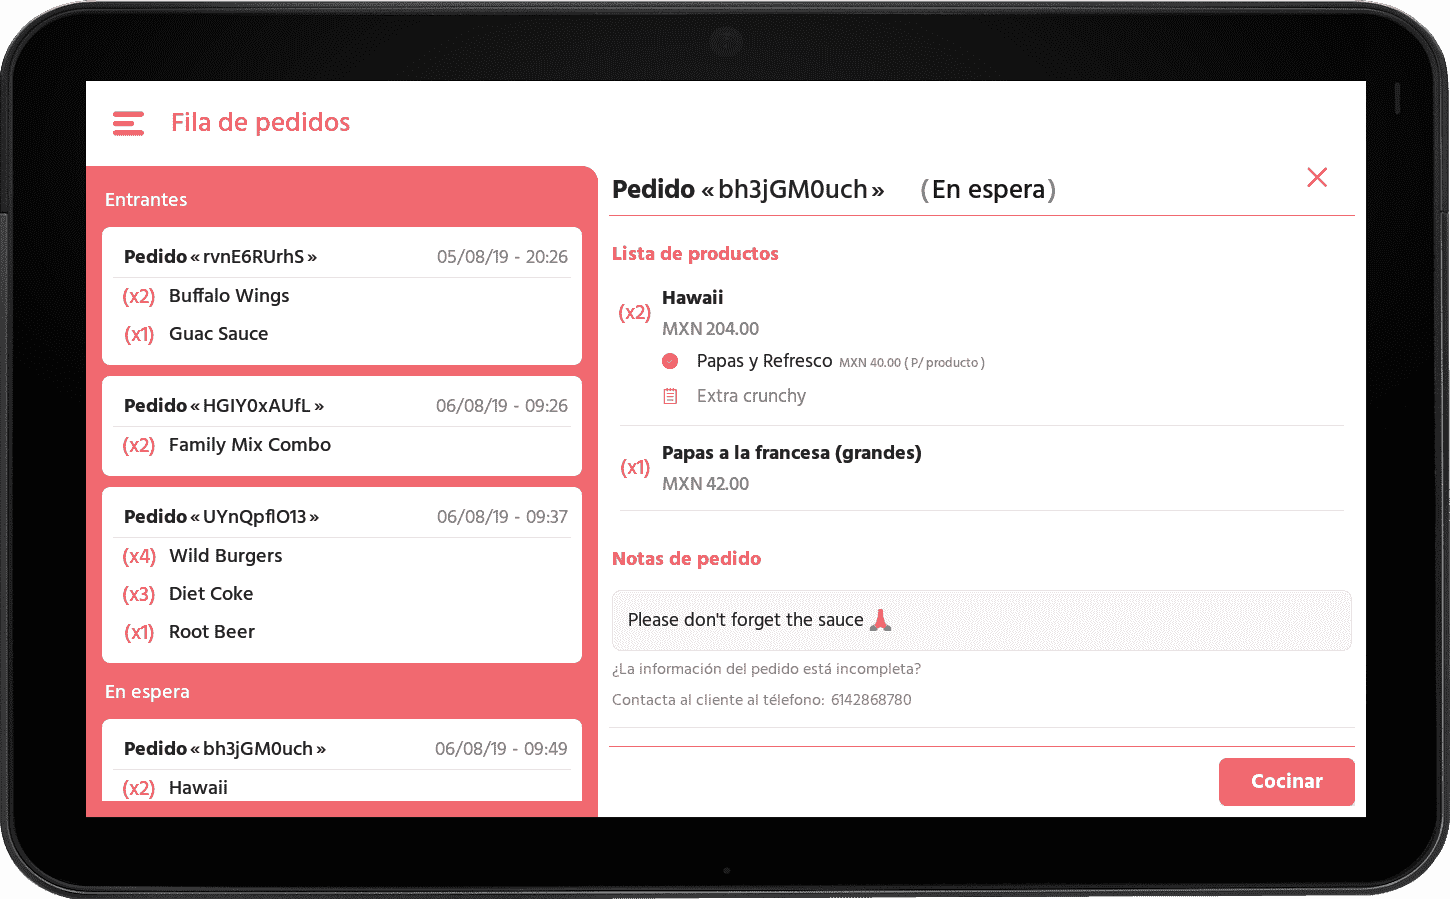 Fila de pedidos
Entrantes
Pedido «rvnE6RUrhS» 05/08/19 - 20:26
(x2) Buffalo Wings
(x1) Guac Sauce
Pedido «HGIY0xAUfL» 06/08/19 - 09:26
(x2) Family Mix Combo
Pedido «UYnQpflO13» 06/08/19 - 09:37
(x4) Wild Burgers
(x3) Diet Coke
(x1) Root Beer
En espera
Pedido «bh3jGM0uch» 06/08/19 - 09:49
(x2) Hawaii
Pedido «bh3jGM0uch» (En espera)
Lista de productos
(x2) Hawaii
MXN 204.00
Papas y Refresco MXN 40.00 ( P/ producto )
Extra crunchy
(x1) Papas a la francesa (grandes)
MXN 42.00
Notas de pedido
Please don't forget the sauce 🙏
¿La información del pedido está incompleta?
Contacta al cliente al télefono: 6142868780
Cocinar